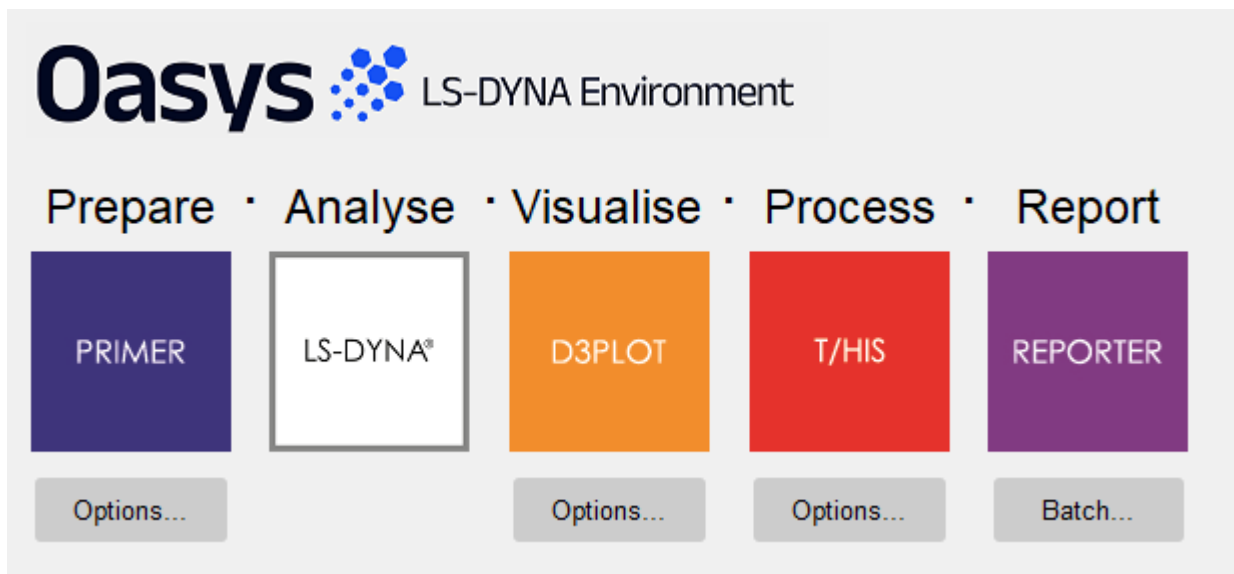 Oasys LS-DYNA Environment
Prepare · Analyse · Visualise · Process · Report
PRIMER LS-DYNA® D3PLOT T/HIS REPORTER
Options... Options... Options... Batch...